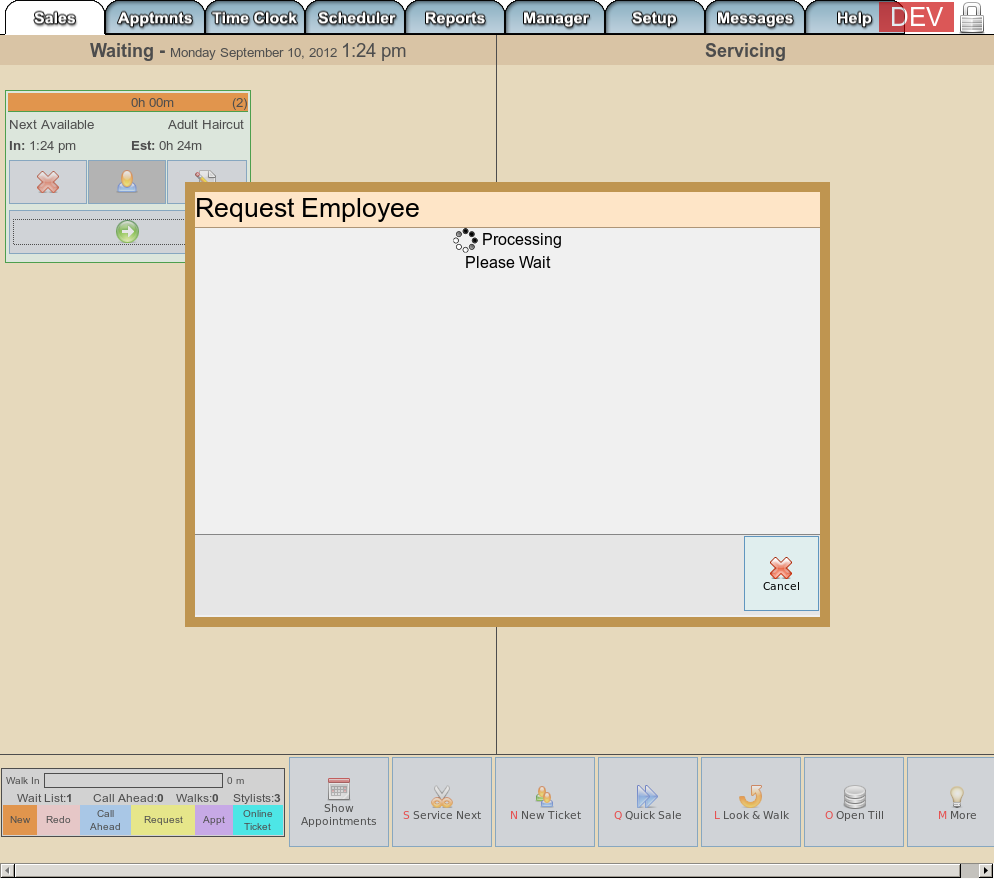 Sales Apptmnts Time Clock Scheduler Reports Manager Setup Messages Help DEV
Waiting - Monday September 10, 2012 1:24 pm
Servicing
0h 00m (2)
Next Available Adult Haircut
In: 1:24 pm Est: 0h 24m
Request Employee
Processing
Please Wait
Cancel
Walk In 0 m
Wait List:1 Call Ahead:0 Walks:0 Stylists:3
New Redo Call Ahead Request Appt Online Ticket
Show
Appointments
S Service Next
N New Ticket
Q Quick Sale
L Look & Walk
O Open Till
M More